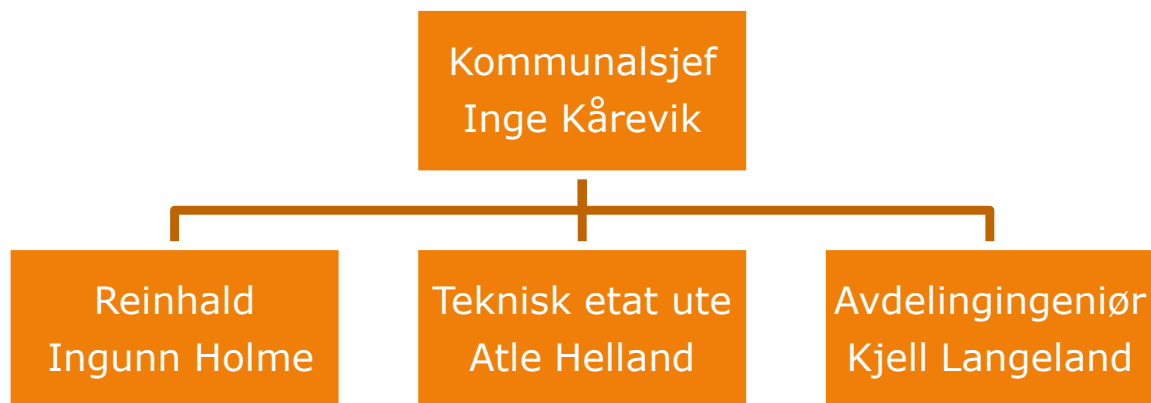 Kommunalsjef
Inge Kårevik
Reinhald
Ingunn Holme
Teknisk etat ute
Atle Helland
Avdelingingeniør
Kjell Langeland